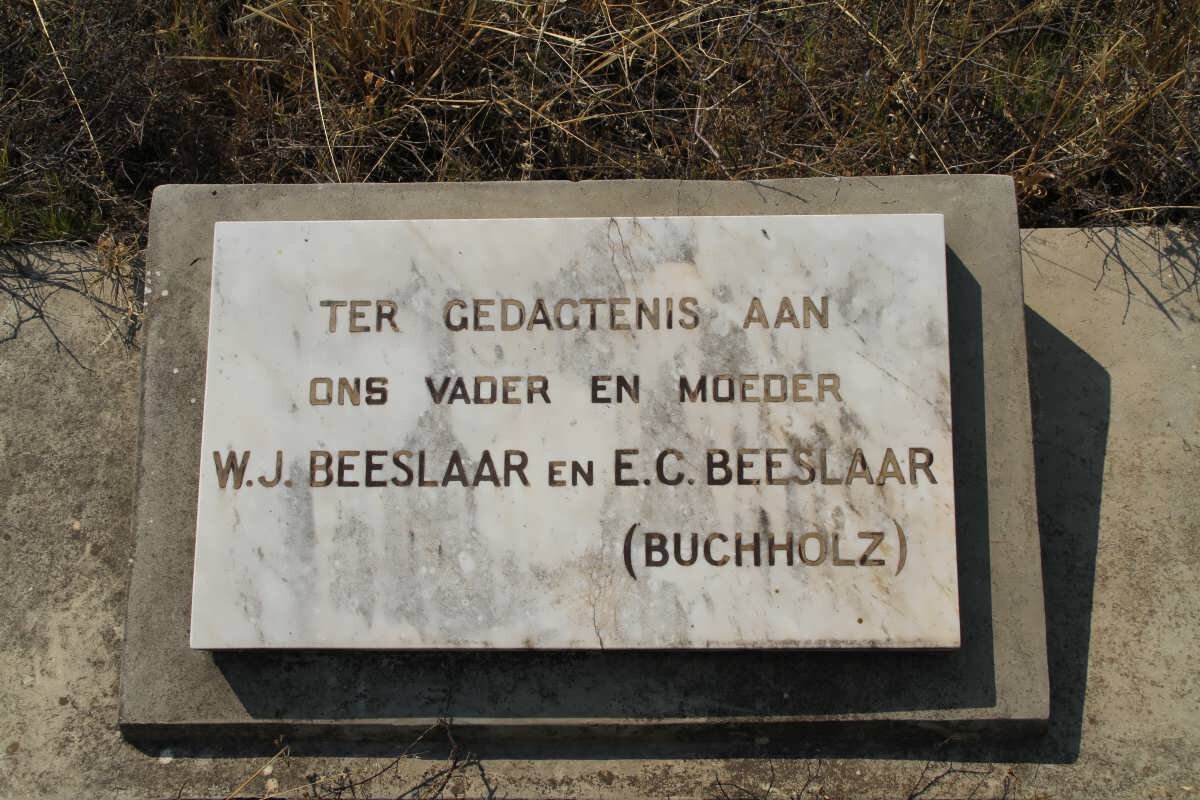 TER GEDACTENIS AAN
ONS VADER EN MOEDER
W.J. BEESLAAR EN E.C. BEESLAAR
(BUCHHOLZ)